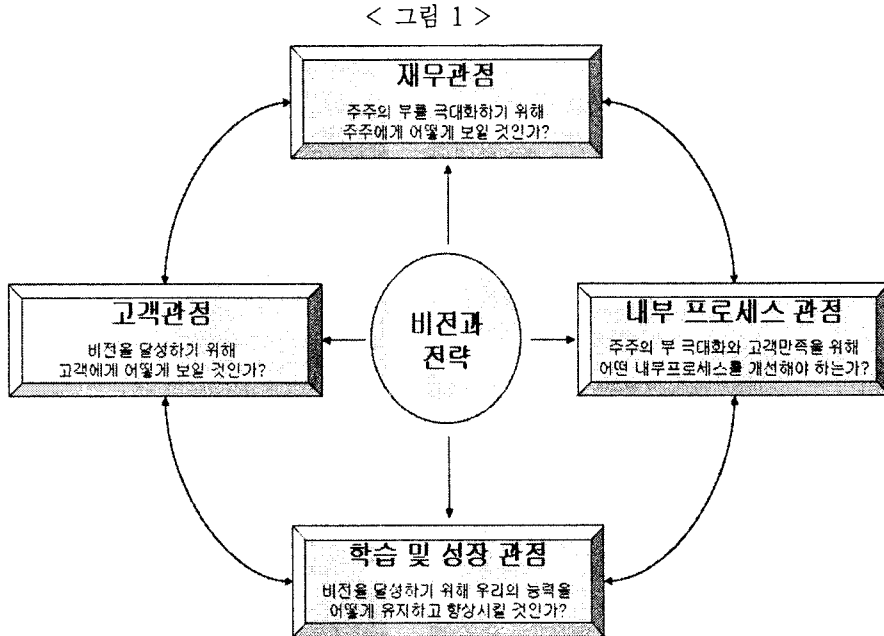 < 그림 1 >
재무관점
주주의 부를 극대화하기 위해
주주에게 어떻게 보일 것인가?
고객관점
비전을 달성하기 위해
고객에게 어떻게 보일 것인가?
비전과
전략
내부 프로세스 관점
주주의 부 극대화와 고객만족을 위해
어떤 내부프로세스를 개선해야 하는가?
학습 및 성장 관점
비전을 달성하기 위해 우리의 능력을
어떻게 유지하고 향상시킬 것인가?